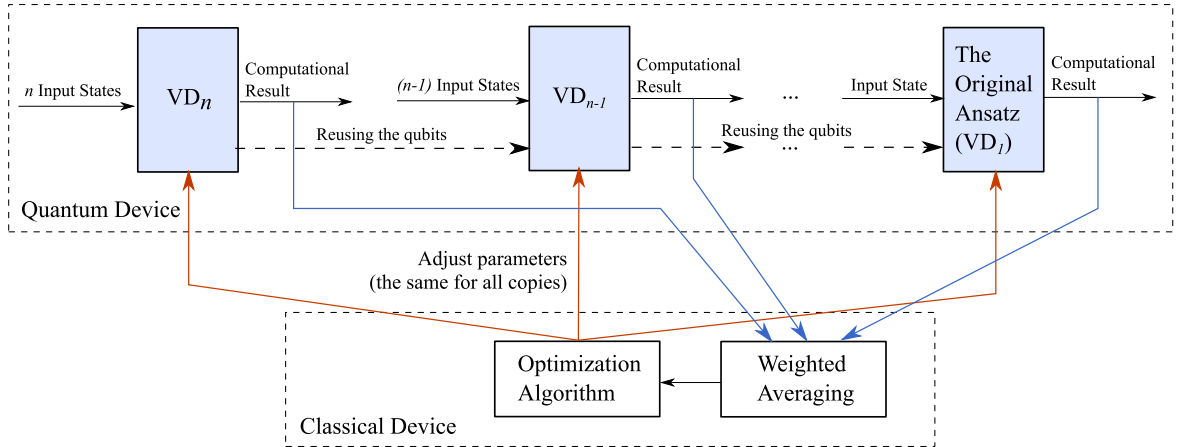 n Input States
VDn
Computational
Result
(n-1) Input States
VDn-1
Computational
Result
...
Input State
The
Original
Ansatz
(VD1)
Computational
Result
Reusing the qubits
Reusing the qubits
...
Quantum Device
Adjust parameters
(the same for all copies)
Optimization
Algorithm
Weighted
Averaging
Classical Device